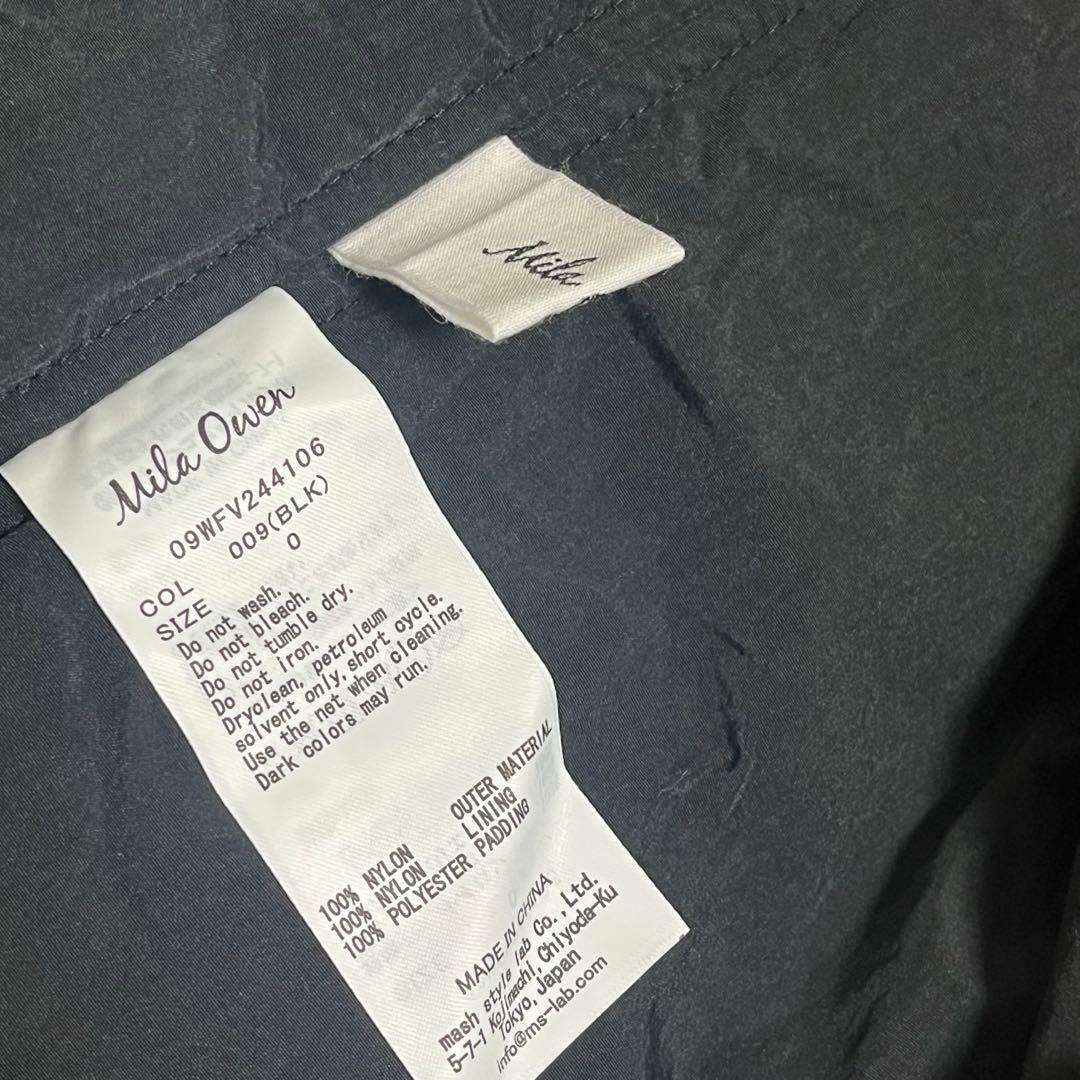 Mila
Mila Owen
09WFV244106
COL 009(BLK)
SIZE 0
Do not wash.
Do not bleach.
Do not tumble dry.
Do not iron.
Dryclean, petroleum
solvent only,short cycle.
Use the net when cleaning.
Dark colors may run.
OUTER MATERIAL
100% NYLON
LINING
100% NYLON
PADDING
100% POLYESTER
MADE IN CHINA
mash style lab Co.,Ltd.
5-7-1 Kojimachi,Chiyoda-Ku
Tokyo, Japan
info@ms-lab.com